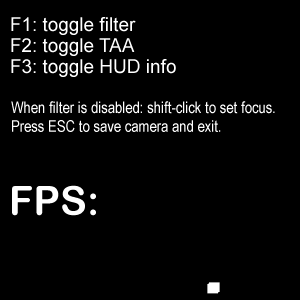 F1: toggle filter
F2: toggle TAA
F3: toggle HUD info
When filter is disabled: shift-click to set focus.
Press ESC to save camera and exit.
FPS: